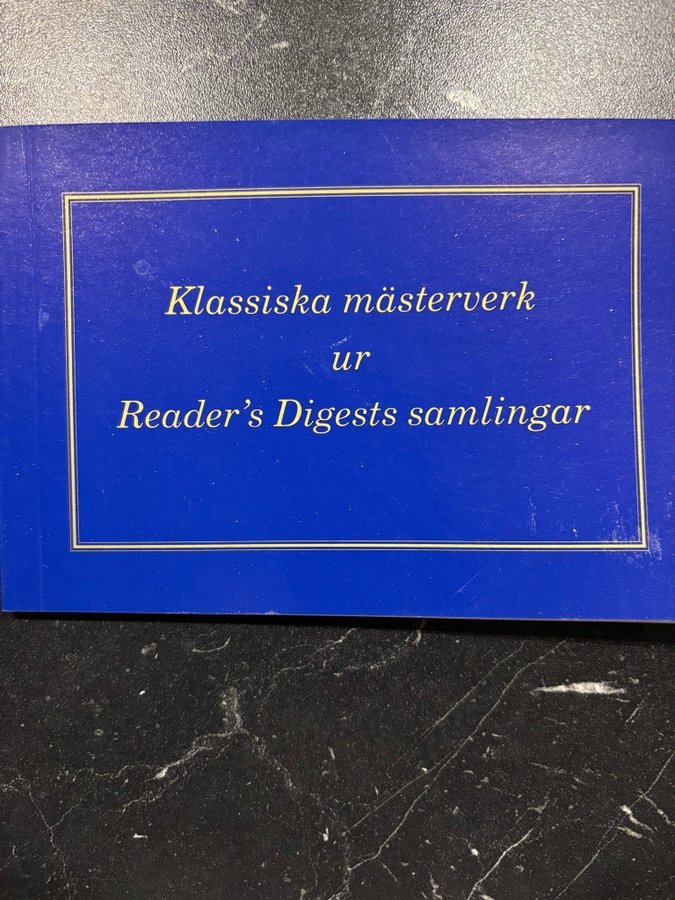 Klassiska mästerverk
ur
Reader’s Digests samlingar